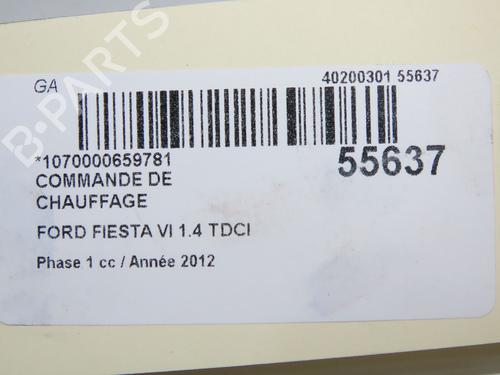 GA
40200301 55637
*1070000659781
55637
COMMANDE DE
CHAUFFAGE
FORD FIESTA VI 1.4 TDCI
Phase 1 cc / Année 2012
B-PARTS